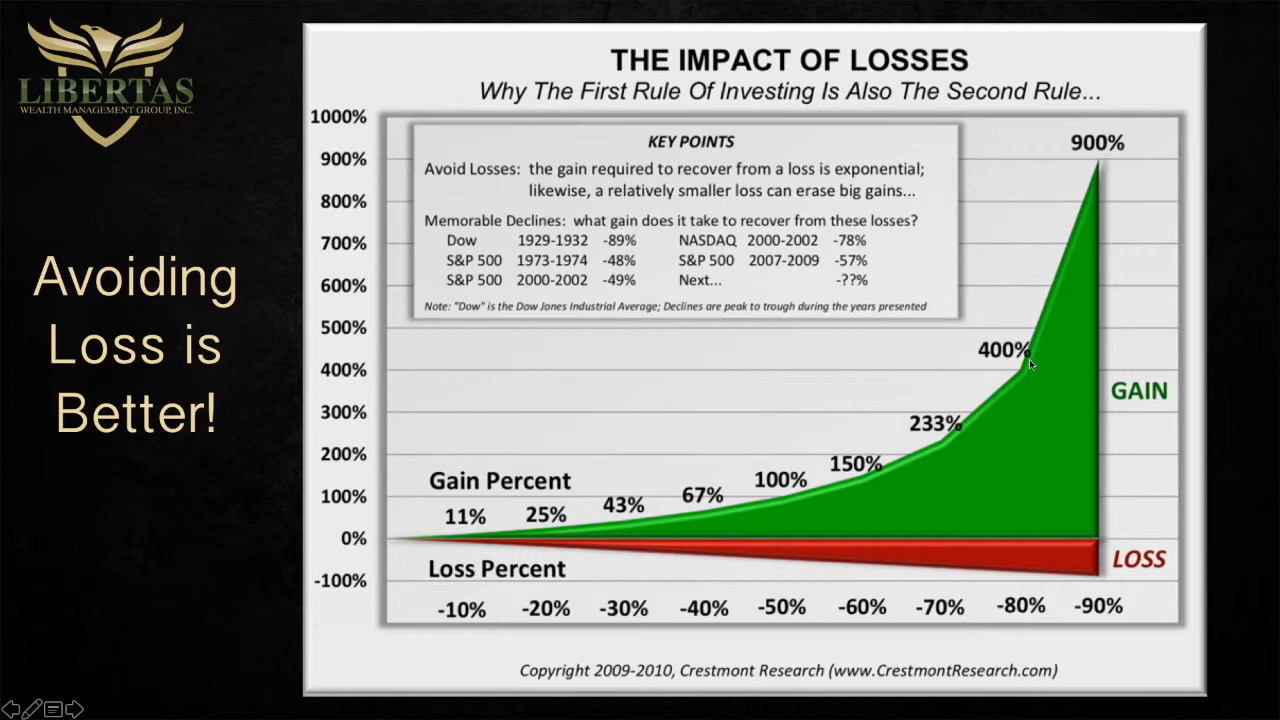 LIBERTAS
WEALTH MANAGEMENT GROUP, INC.
Avoiding
Loss is
Better!
THE IMPACT OF LOSSES
Why The First Rule Of Investing Is Also The Second Rule...
1000%
900%
800%
700%
600%
500%
400%
300%
200%
100%
0%
-100%
KEY POINTS
Avoid Losses: the gain required to recover from a loss is exponential;
likewise, a relatively smaller loss can erase big gains...
Memorable Declines: what gain does it take to recover from these losses?
Dow 1929-1932 -89% NASDAQ 2000-2002 -78%
S&P 500 1973-1974 -48% S&P 500 2007-2009 -57%
S&P 500 2000-2002 -49% Next... -??%
Note: "Dow" is the Dow Jones Industrial Average; Declines are peak to trough during the years presented
Gain Percent
11% 25% 43% 67% 100% 150% 233% 400% 900%
GAIN
Loss Percent
LOSS
-10% -20% -30% -40% -50% -60% -70% -80% -90%
Copyright 2009-2010, Crestmont Research (www.CrestmontResearch.com)